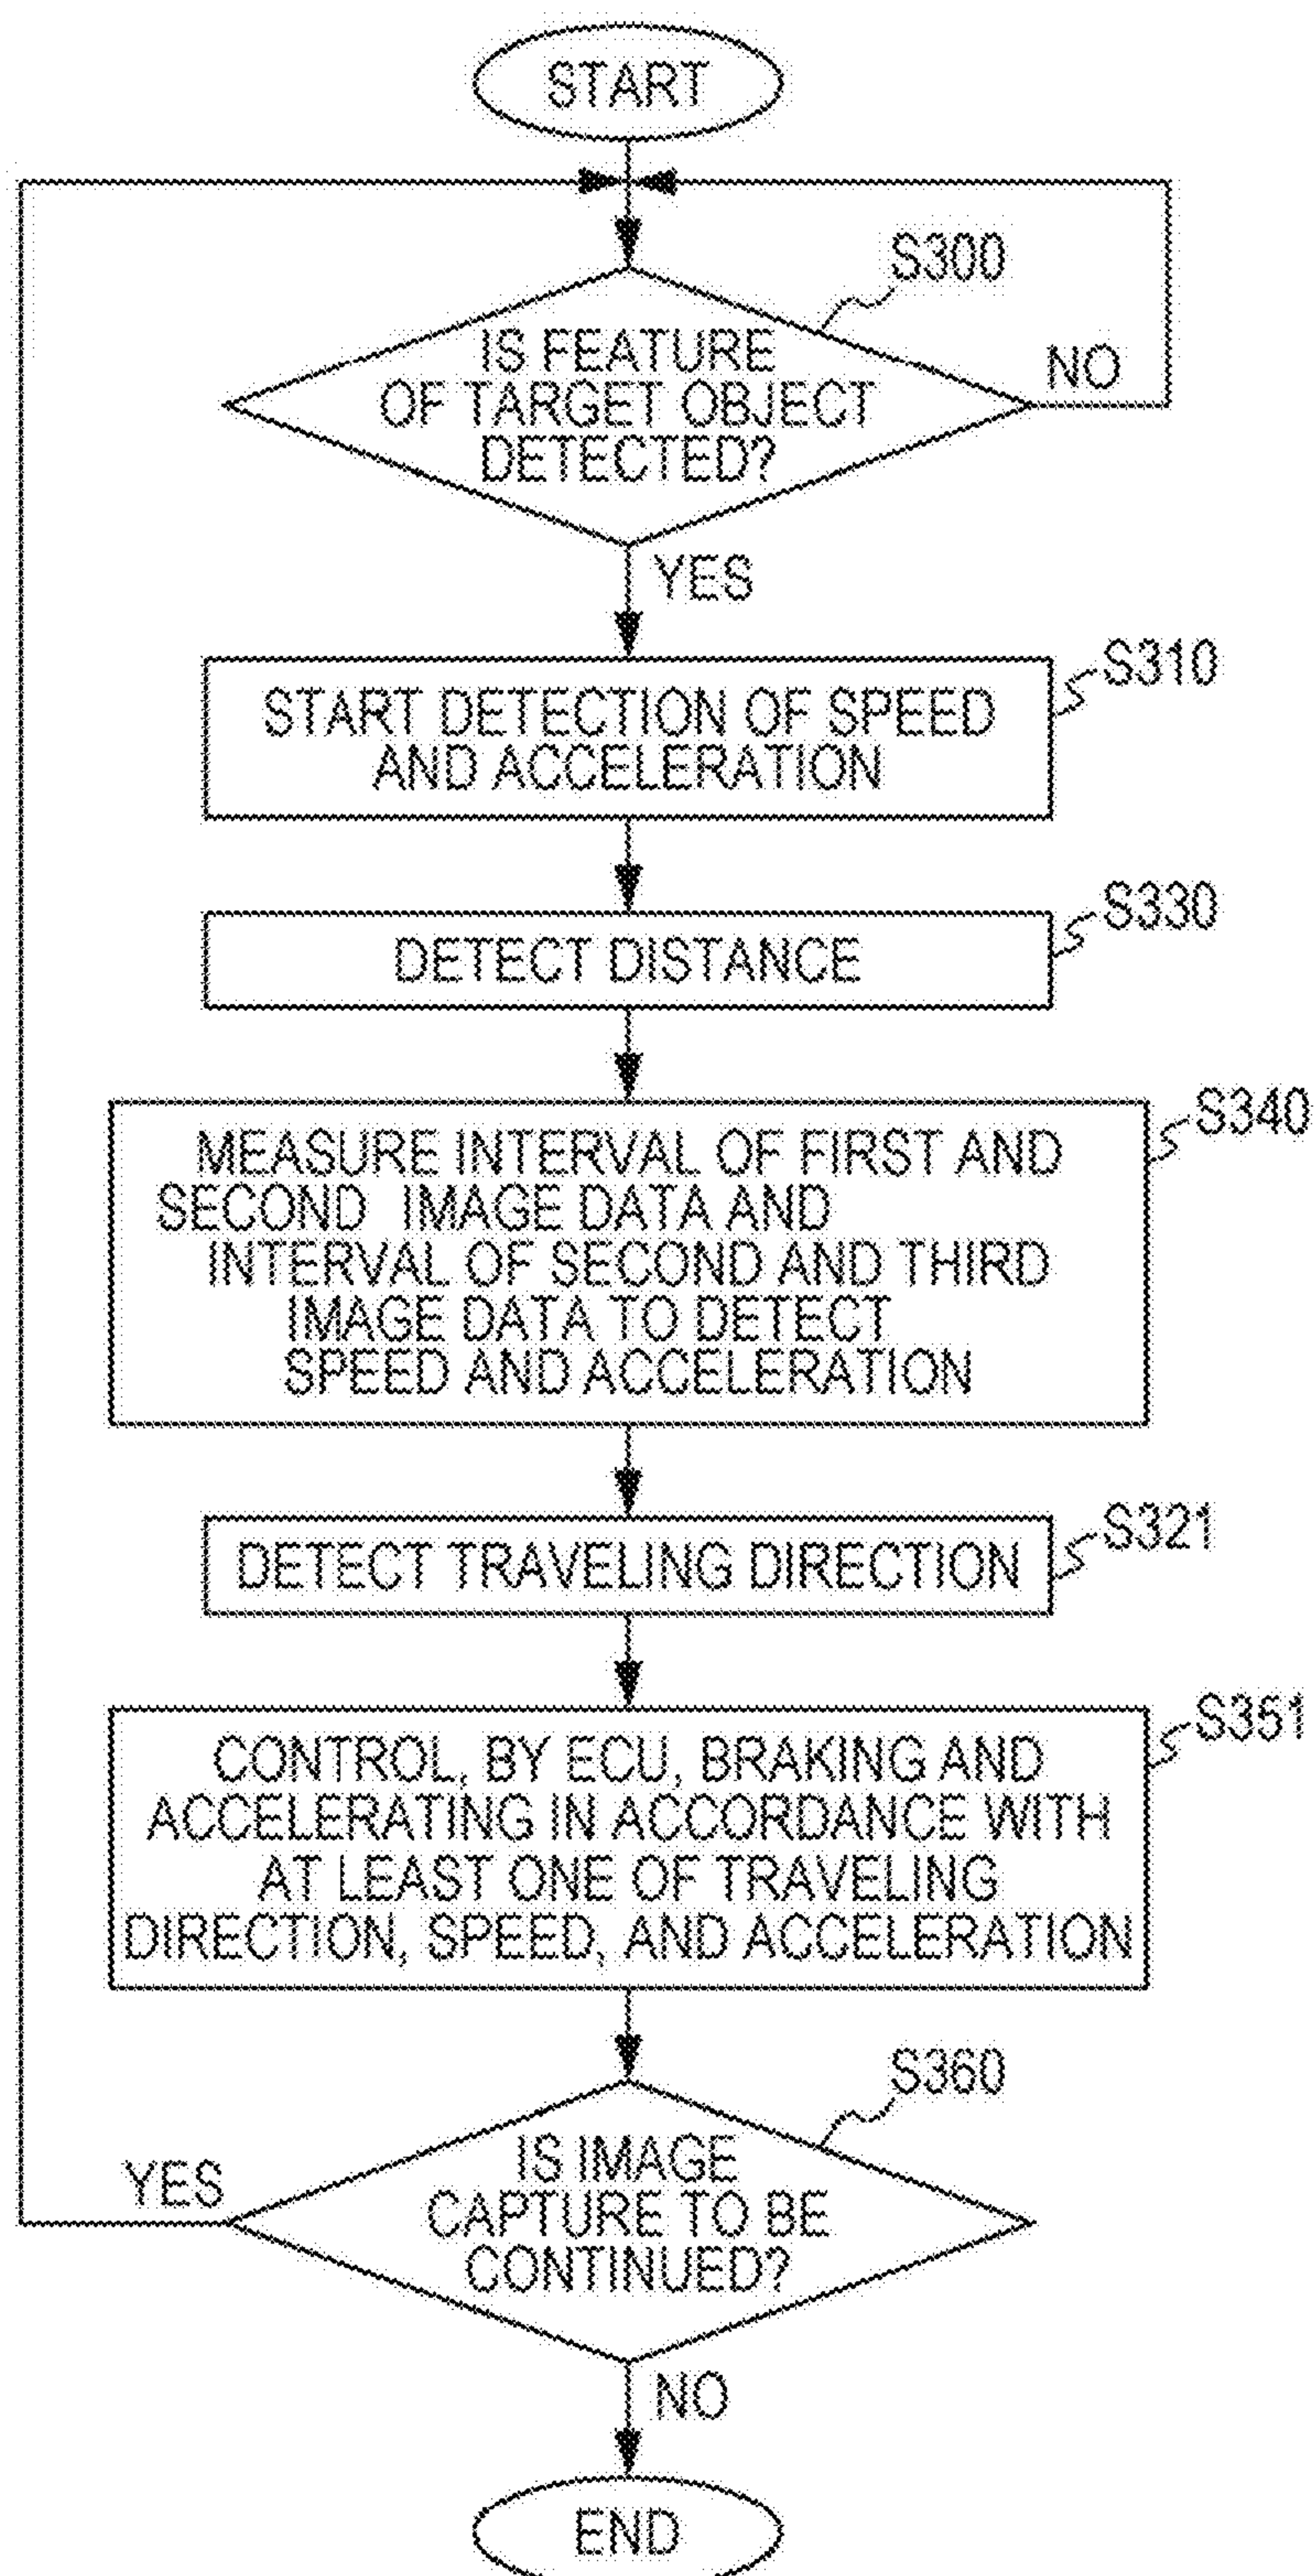 START
S300
IS FEATURE
OF TARGET OBJECT
DETECTED?
NO
YES
S310
START DETECTION OF SPEED
AND ACCELERATION
S330
DETECT DISTANCE
S340
MEASURE INTERVAL OF FIRST AND
SECOND IMAGE DATA AND
INTERVAL OF SECOND AND THIRD
IMAGE DATA TO DETECT
SPEED AND ACCELERATION
S321
DETECT TRAVELING DIRECTION
S351
CONTROL, BY ECU, BRAKING AND
ACCELERATING IN ACCORDANCE WITH
AT LEAST ONE OF TRAVELING
DIRECTION, SPEED, AND ACCELERATION
S360
IS IMAGE
CAPTURE TO BE
CONTINUED?
YES
NO
END